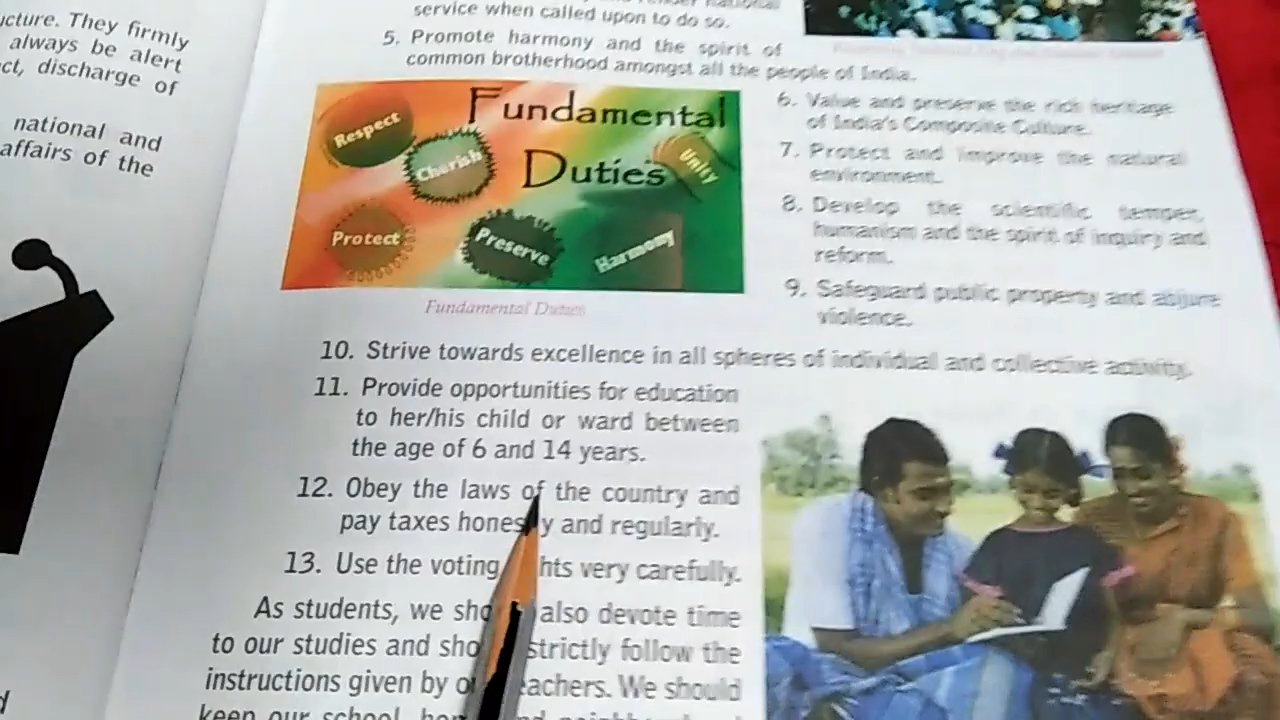 ucture. They firmly
always be alert
ct, discharge of
national and
affairs of the
service when called upon to do so.
5. Promote harmony and the spirit of
common brotherhood amongst all the people of India.
Fundamental
Duties
Respect
Cherish
Unity
Protect
Preserve
Harmony
Fundamental Duties
6. Value and preserve the rich heritage
of India's Composite Culture.
7. Protect and improve the natural
environment.
8. Develop the scientific temper,
humanism and the spirit of inquiry and
reform.
9. Safeguard public property and abjure
violence.
10. Strive towards excellence in all spheres of individual and collective activity.
11. Provide opportunities for education
to her/his child or ward between
the age of 6 and 14 years.
12. Obey the laws of the country and
pay taxes hones y and regularly.
13. Use the voting hts very carefully.
As students, we sho also devote time
to our studies and sho strictly follow the
instructions given by o eachers. We should
keep our school,